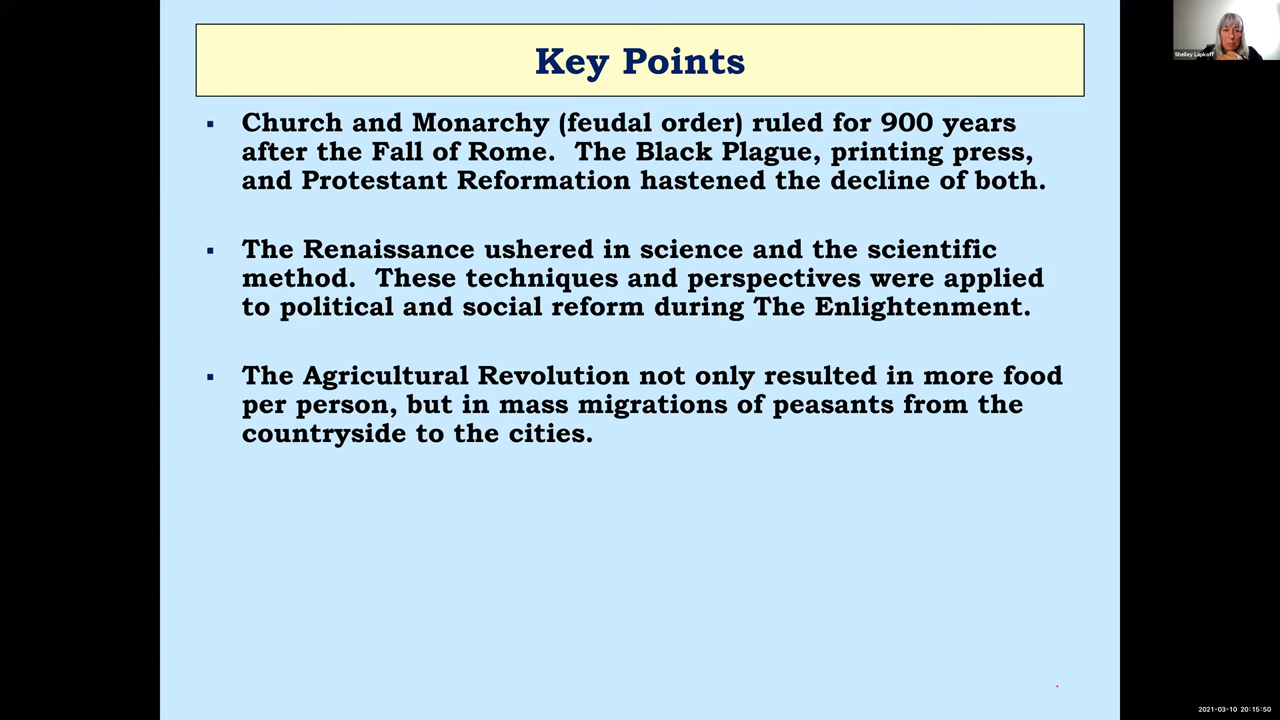 Key Points
Shelley Lapkoff
▪ Church and Monarchy (feudal order) ruled for 900 years
after the Fall of Rome.  The Black Plague, printing press,
and Protestant Reformation hastened the decline of both.
▪ The Renaissance ushered in science and the scientific
method.  These techniques and perspectives were applied
to political and social reform during The Enlightenment.
▪ The Agricultural Revolution not only resulted in more food
per person, but in mass migrations of peasants from the
countryside to the cities.
2021-03-10 20:15:50